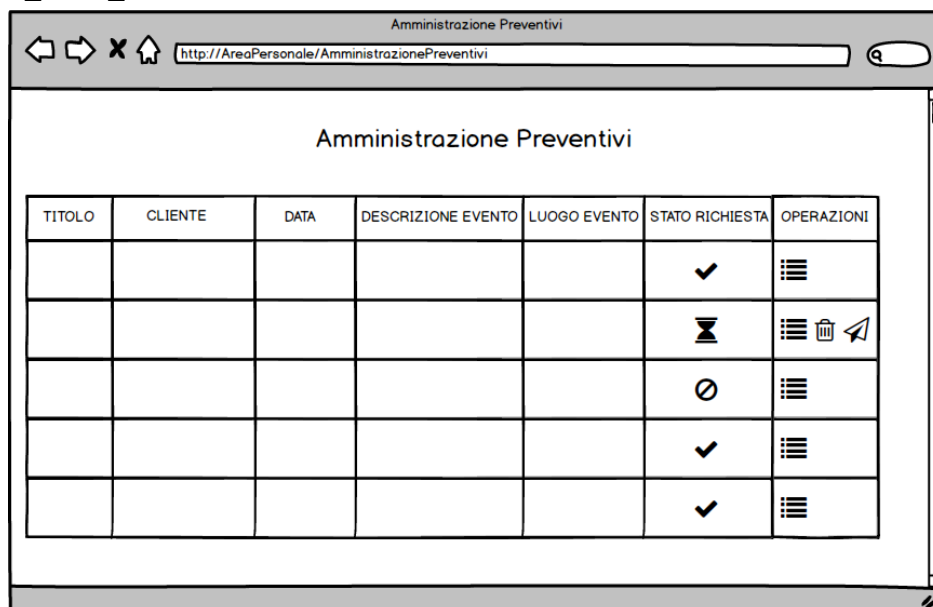 Amministrazione Preventivi
http://AreaPersonale/AmministrazionePreventivi
Amministrazione Preventivi
TITOLO CLIENTE DATA DESCRIZIONE EVENTO LUOGO EVENTO STATO RICHIESTA OPERAZIONI